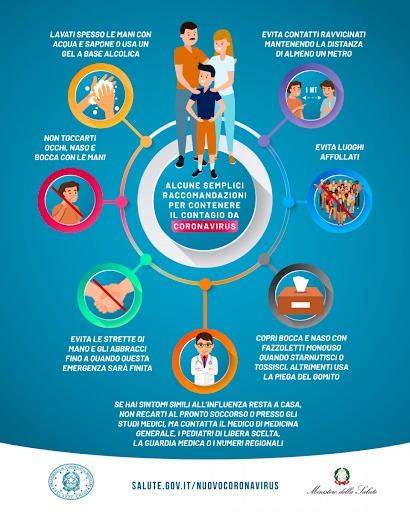 LAVATI SPESSO LE MANI CON
ACQUA E SAPONE O USA UN
GEL A BASE ALCOLICA
EVITA CONTATTI RAVVICINATI
MANTENENDO LA DISTANZA
DI ALMENO UN METRO
1 MT
NON TOCCARTI
OCCHI, NASO E
BOCCA CON LE MANI
EVITA LUOGHI
AFFOLLATI
ALCUNE SEMPLICI
RACCOMANDAZIONI
PER CONTENERE
IL CONTAGIO DA
CORONAVIRUS
EVITA LE STRETTE DI
MANO E GLI ABBRACCI
FINO A QUANDO QUESTA
EMERGENZA SARÀ FINITA
COPRI BOCCA E NASO CON
FAZZOLETTI MONOUSO
QUANDO STARNUTISCI O
TOSSISCI. ALTRIMENTI USA
LA PIEGA DEL GOMITO
SE HAI SINTOMI SIMILI ALL'INFLUENZA RESTA A CASA,
NON RECARTI AL PRONTO SOCCORSO O PRESSO GLI
STUDI MEDICI, MA CONTATTA IL MEDICO DI MEDICINA
GENERALE, I PEDIATRI DI LIBERA SCELTA,
LA GUARDIA MEDICA O I NUMERI REGIONALI
SALUTE.GOV.IT/NUOVOCORONAVIRUS
Ministero della Salute